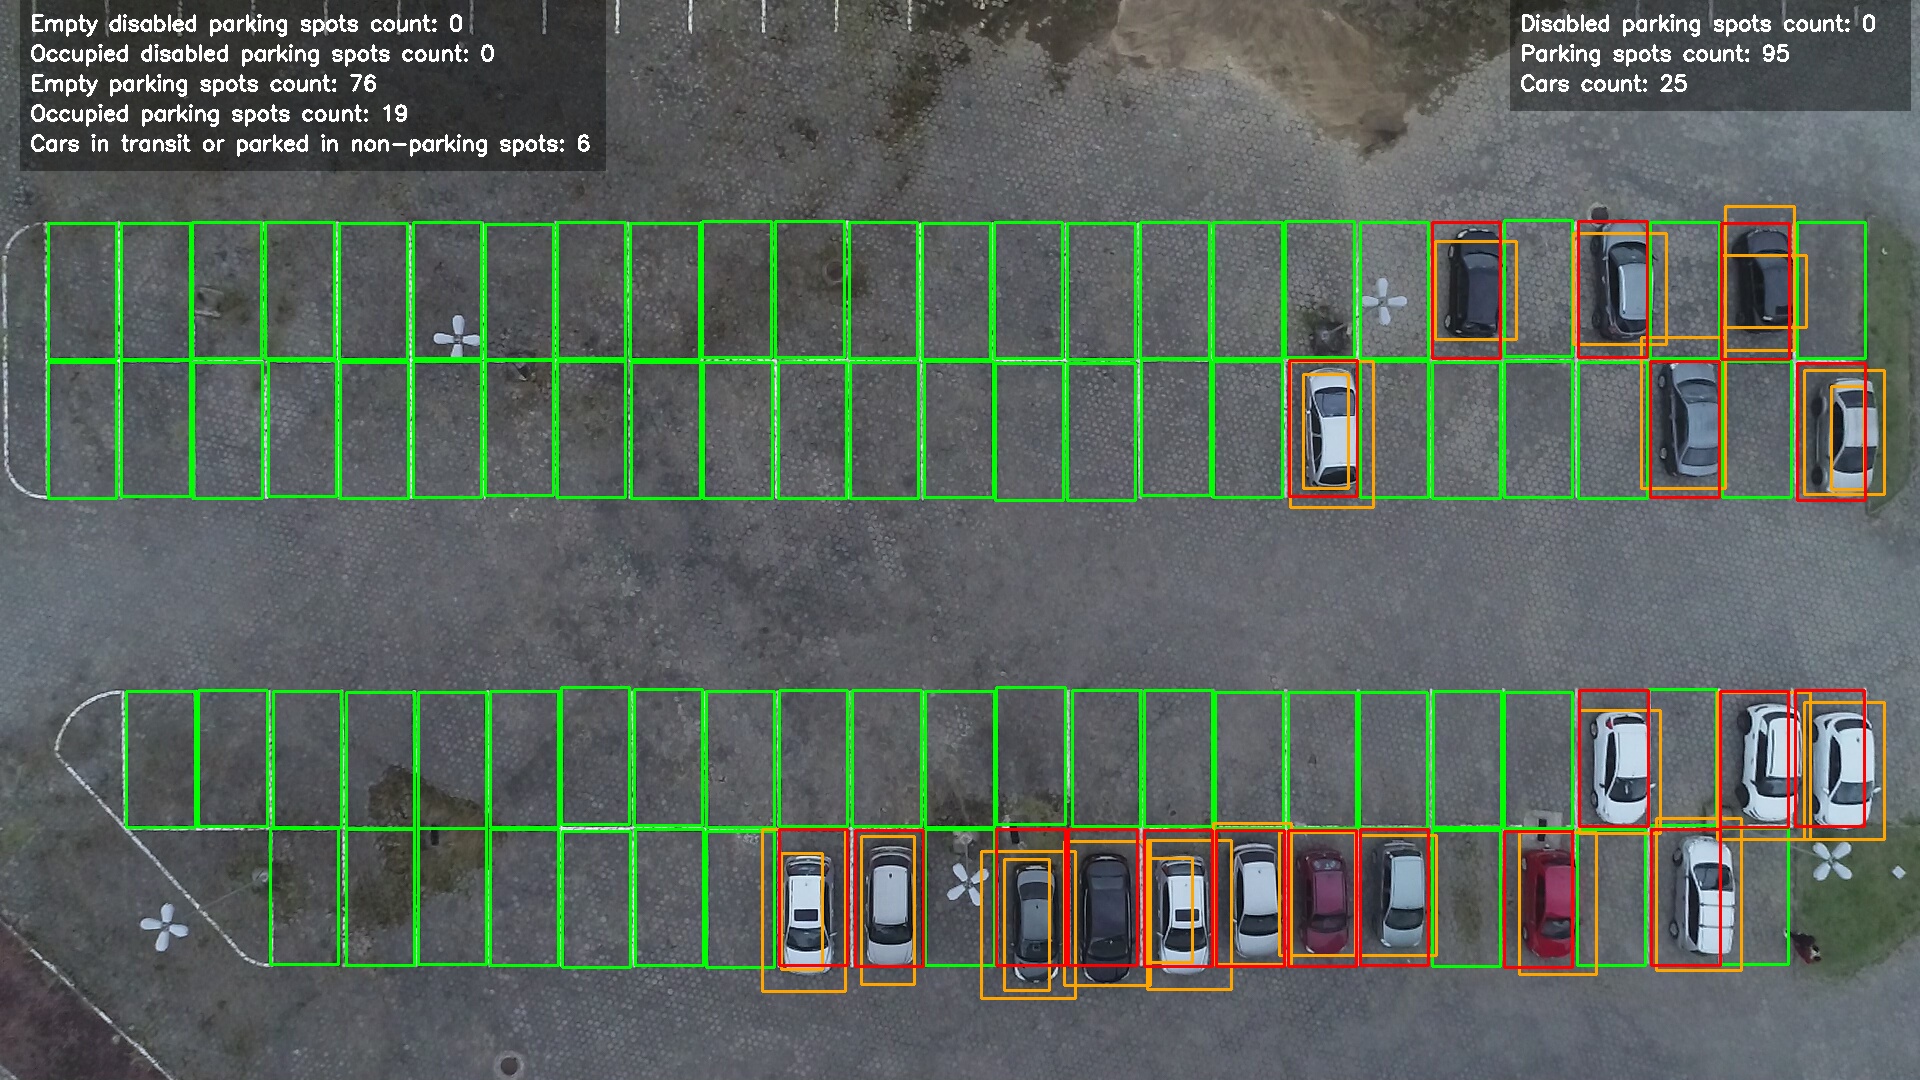 Empty disabled parking spots count: 0
Occupied disabled parking spots count: 0
Empty parking spots count: 76
Occupied parking spots count: 19
Cars in transit or parked in non-parking spots: 6
Disabled parking spots count: 0
Parking spots count: 95
Cars count: 25